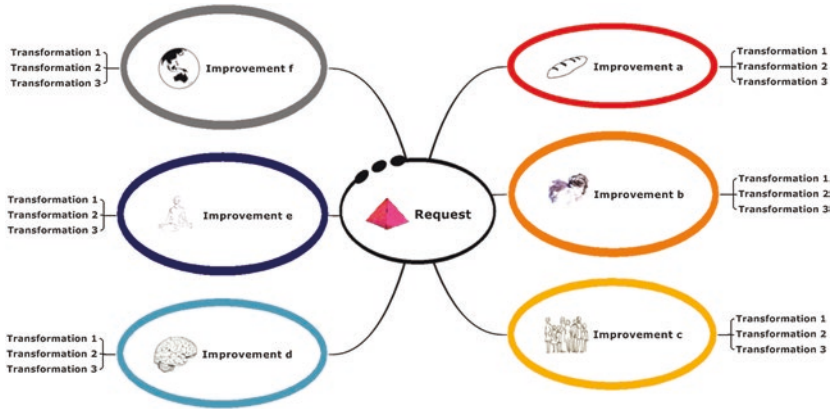 Transformation 1
Transformation 2
Transformation 3
Improvement f
Improvement a
Transformation 1
Transformation 2
Transformation 3
Transformation 1
Transformation 2
Transformation 3
Improvement e
Request
Improvement b
Transformation 1
Transformation 2
Transformation 3
Transformation 1
Transformation 2
Transformation 3
Improvement d
Improvement c
Transformation 1
Transformation 2
Transformation 3